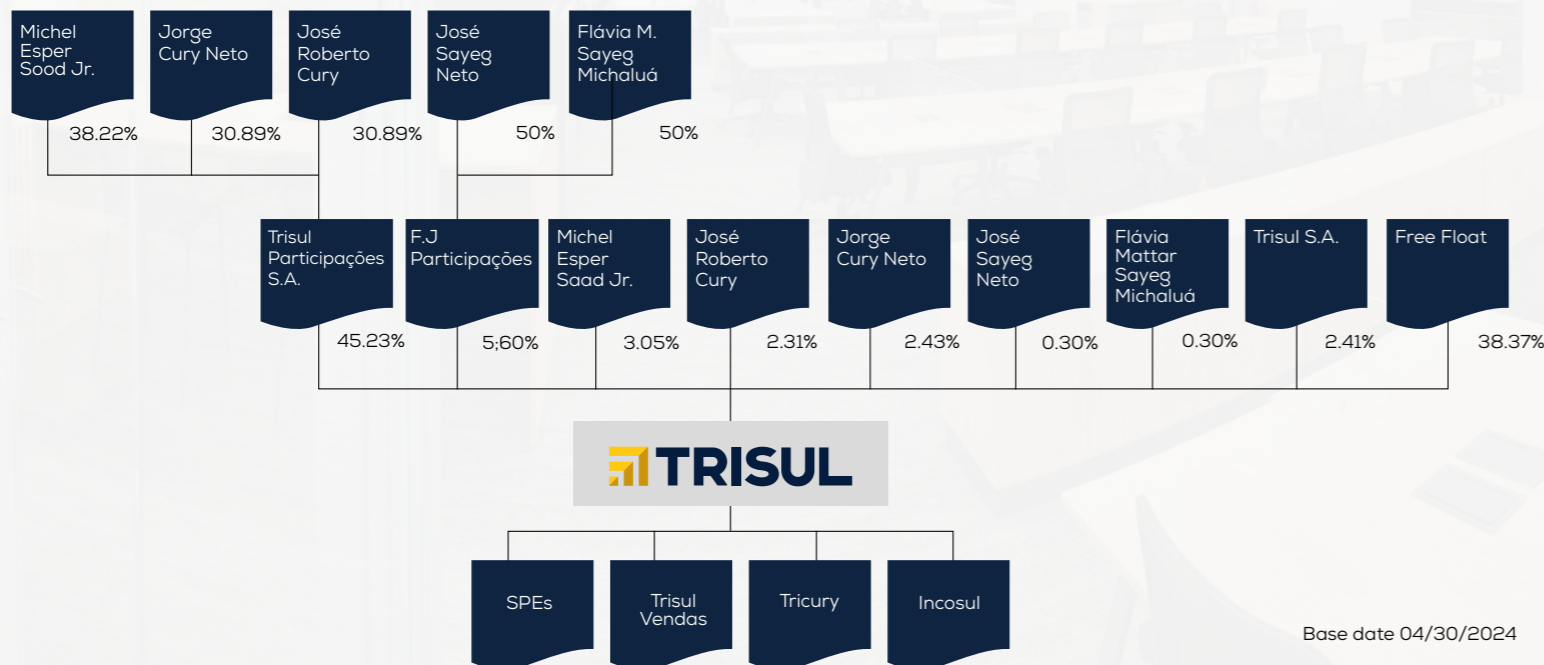 Michel
Esper
Sood Jr.
Jorge
Cury Neto
José
Roberto
Cury
José
Sayeg
Neto
Flávia M.
Sayeg
Michaluá
38.22%
30.89%
30.89%
50%
50%
Trisul
Participações
S.A.
F.J
Participações
Michel
Esper
Saad Jr.
José
Roberto
Cury
Jorge
Cury Neto
José
Sayeg
Neto
Flávia
Mattar
Sayeg
Michaluá
Trisul S.A.
Free Float
45.23%
5;60%
3.05%
2.31%
2.43%
0.30%
0.30%
2.41%
38.37%
TRISUL
SPEs
Trisul
Vendas
Tricury
Incosul
Base date 04/30/2024